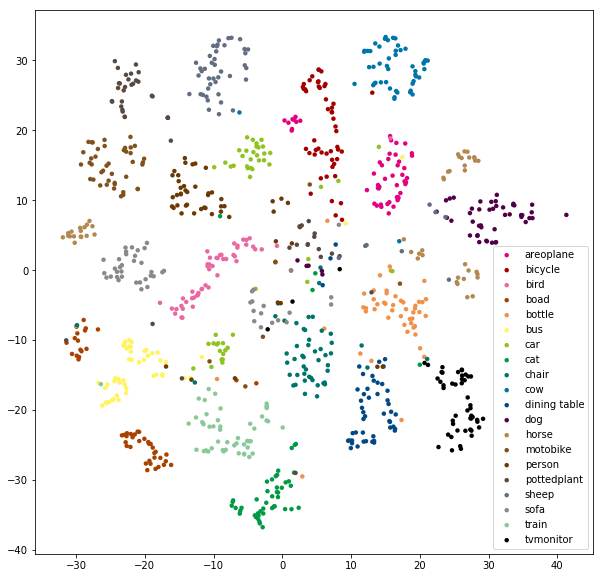 30
20
10
0
−10
−20
−30
−40
−30
−20
−10
0
10
20
30
40
areoplane
bicycle
bird
boad
bottle
bus
car
cat
chair
cow
dining table
dog
horse
motobike
person
pottedplant
sheep
sofa
train
tvmonitor